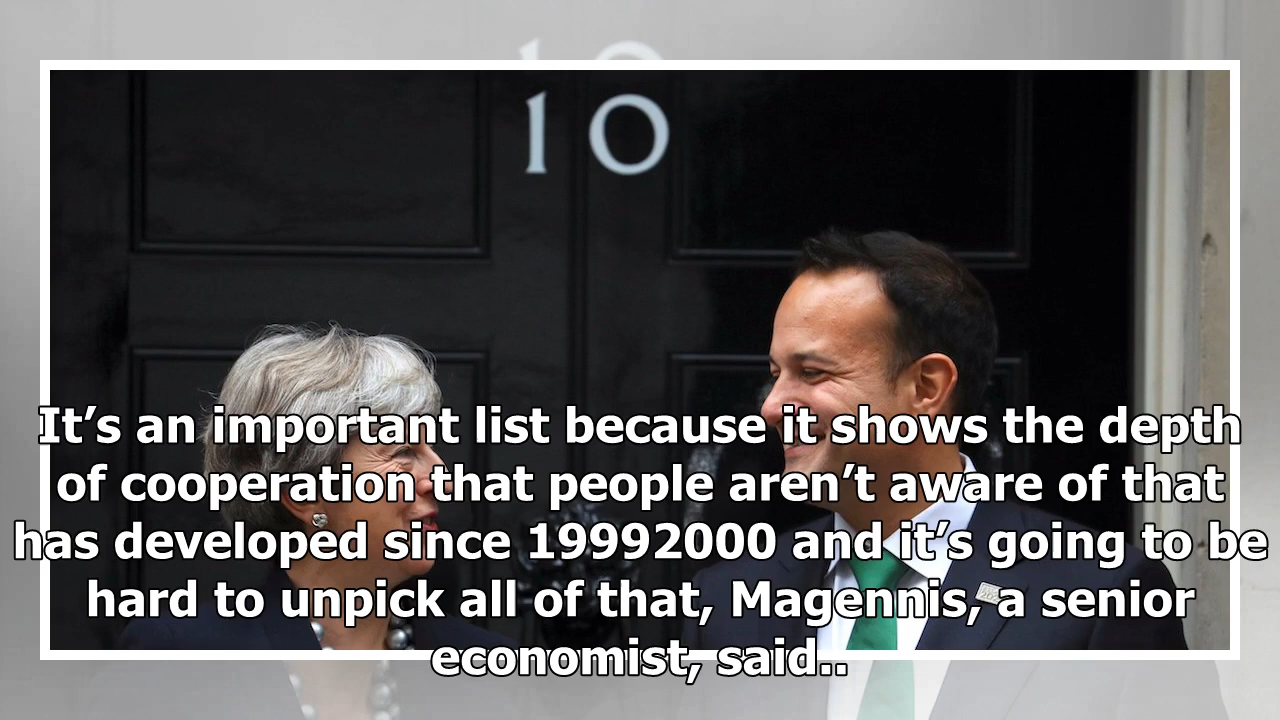 10
10
It’s an important list because it shows the depth
of cooperation that people aren’t aware of that
has developed since 19992000 and it’s going to be
hard to unpick all of that, Magennis, a senior
economist, said..